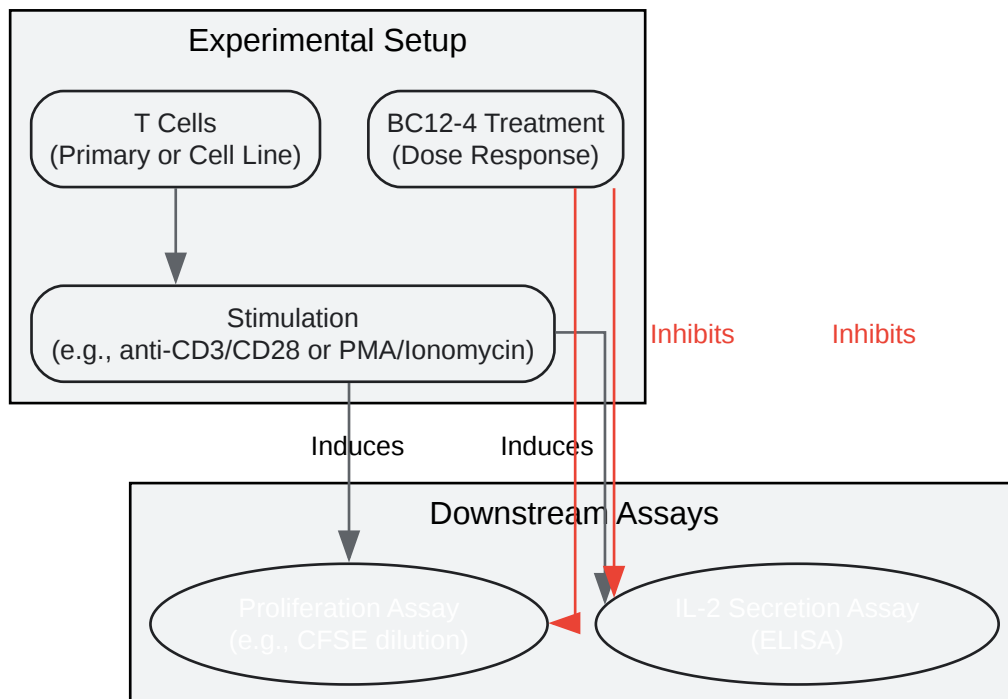 Experimental Setup
T Cells
(Primary or Cell Line)
BC12-4 Treatment
(Dose Response)
Stimulation
(e.g., anti-CD3/CD28 or PMA/Ionomycin)
Inhibits
Inhibits
Induces
Induces
Downstream Assays
Proliferation Assay
(e.g., CFSE dilution)
IL-2 Secretion Assay
(ELISA)